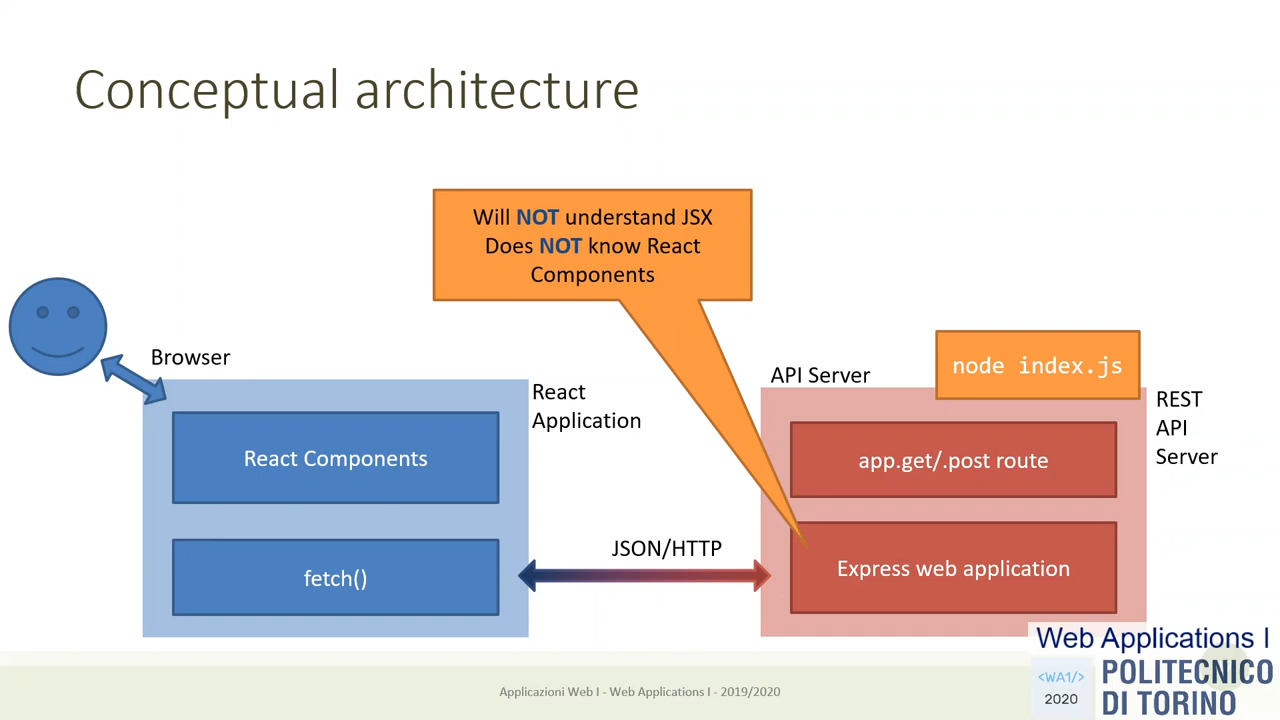 Conceptual architecture
Will NOT understand JSX
Does NOT know React
Components
Browser
React
Application
React Components
fetch()
JSON/HTTP
API Server
node index.js
REST
API
Server
app.get/.post route
Express web application
Applicazioni Web I - Web Applications I - 2019/2020
Web Applications I
<WA1/>
2020
POLITECNICO
DI TORINO